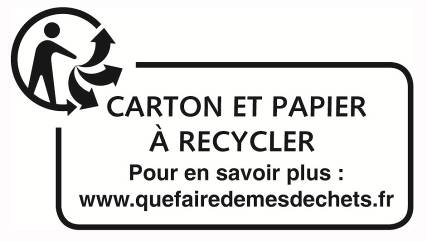 CARTON ET PAPIER
À RECYCLER
Pour en savoir plus :
www.quefairedemesdechets.fr